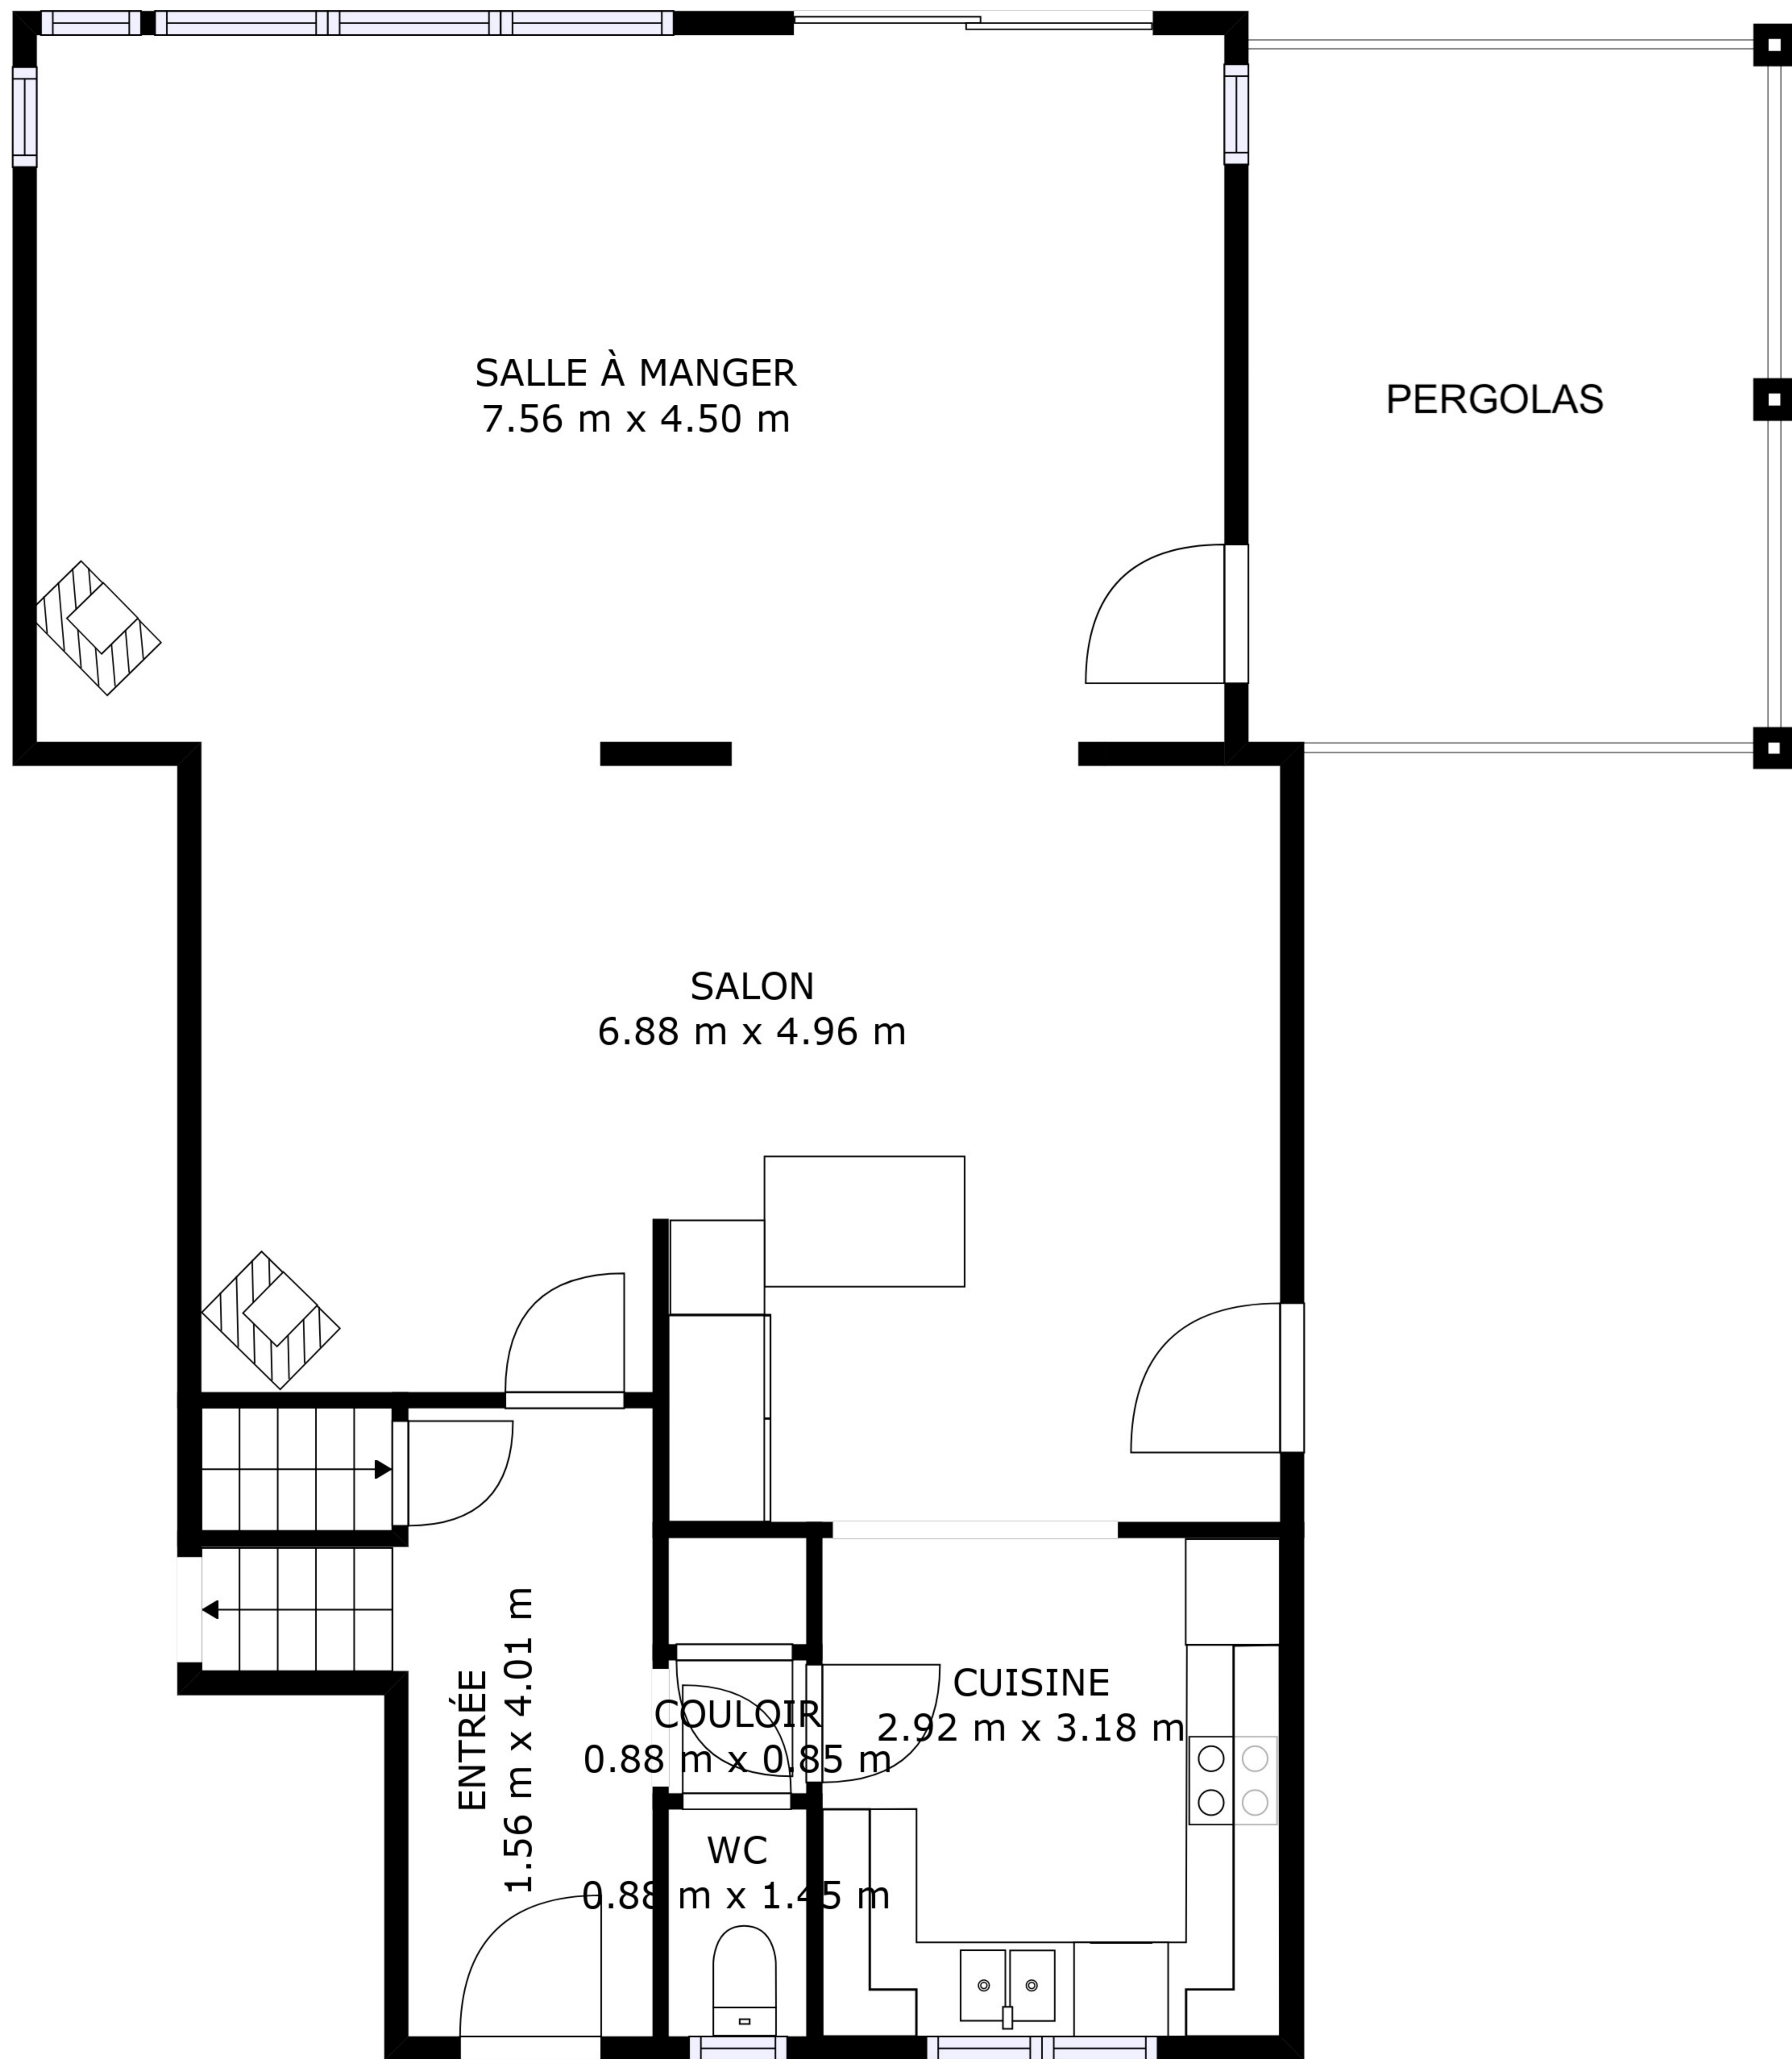 SALLE À MANGER
7.56 m x 4.50 m
PERGOLAS
SALON
6.88 m x 4.96 m
ENTRÉE
1.56 m x 4.01 m
COULOIR
0.88 m x 0.85 m
CUISINE
2.92 m x 3.18 m
WC
0.88 m x 1.45 m